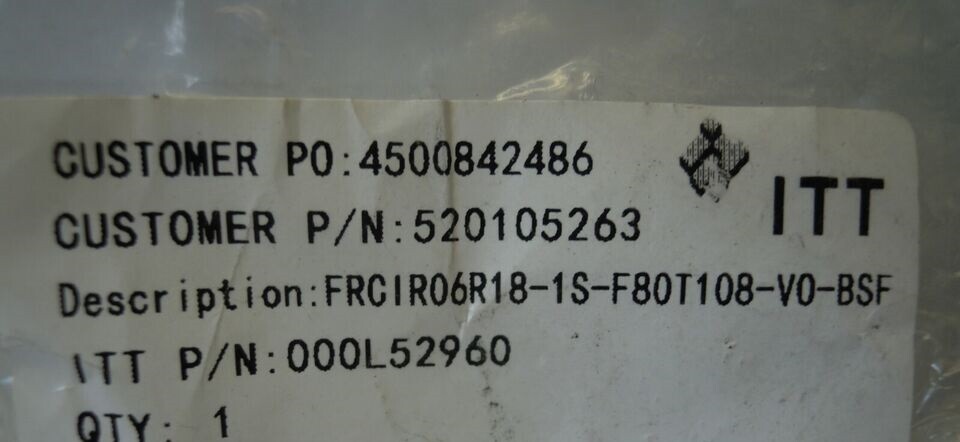 CUSTOMER PO:4500842486
ITT
CUSTOMER P/N:520105263
Description:FRCIR06R18-1S-F80T108-V0-BSF
ITT P/N:000L52960
QTY: 1